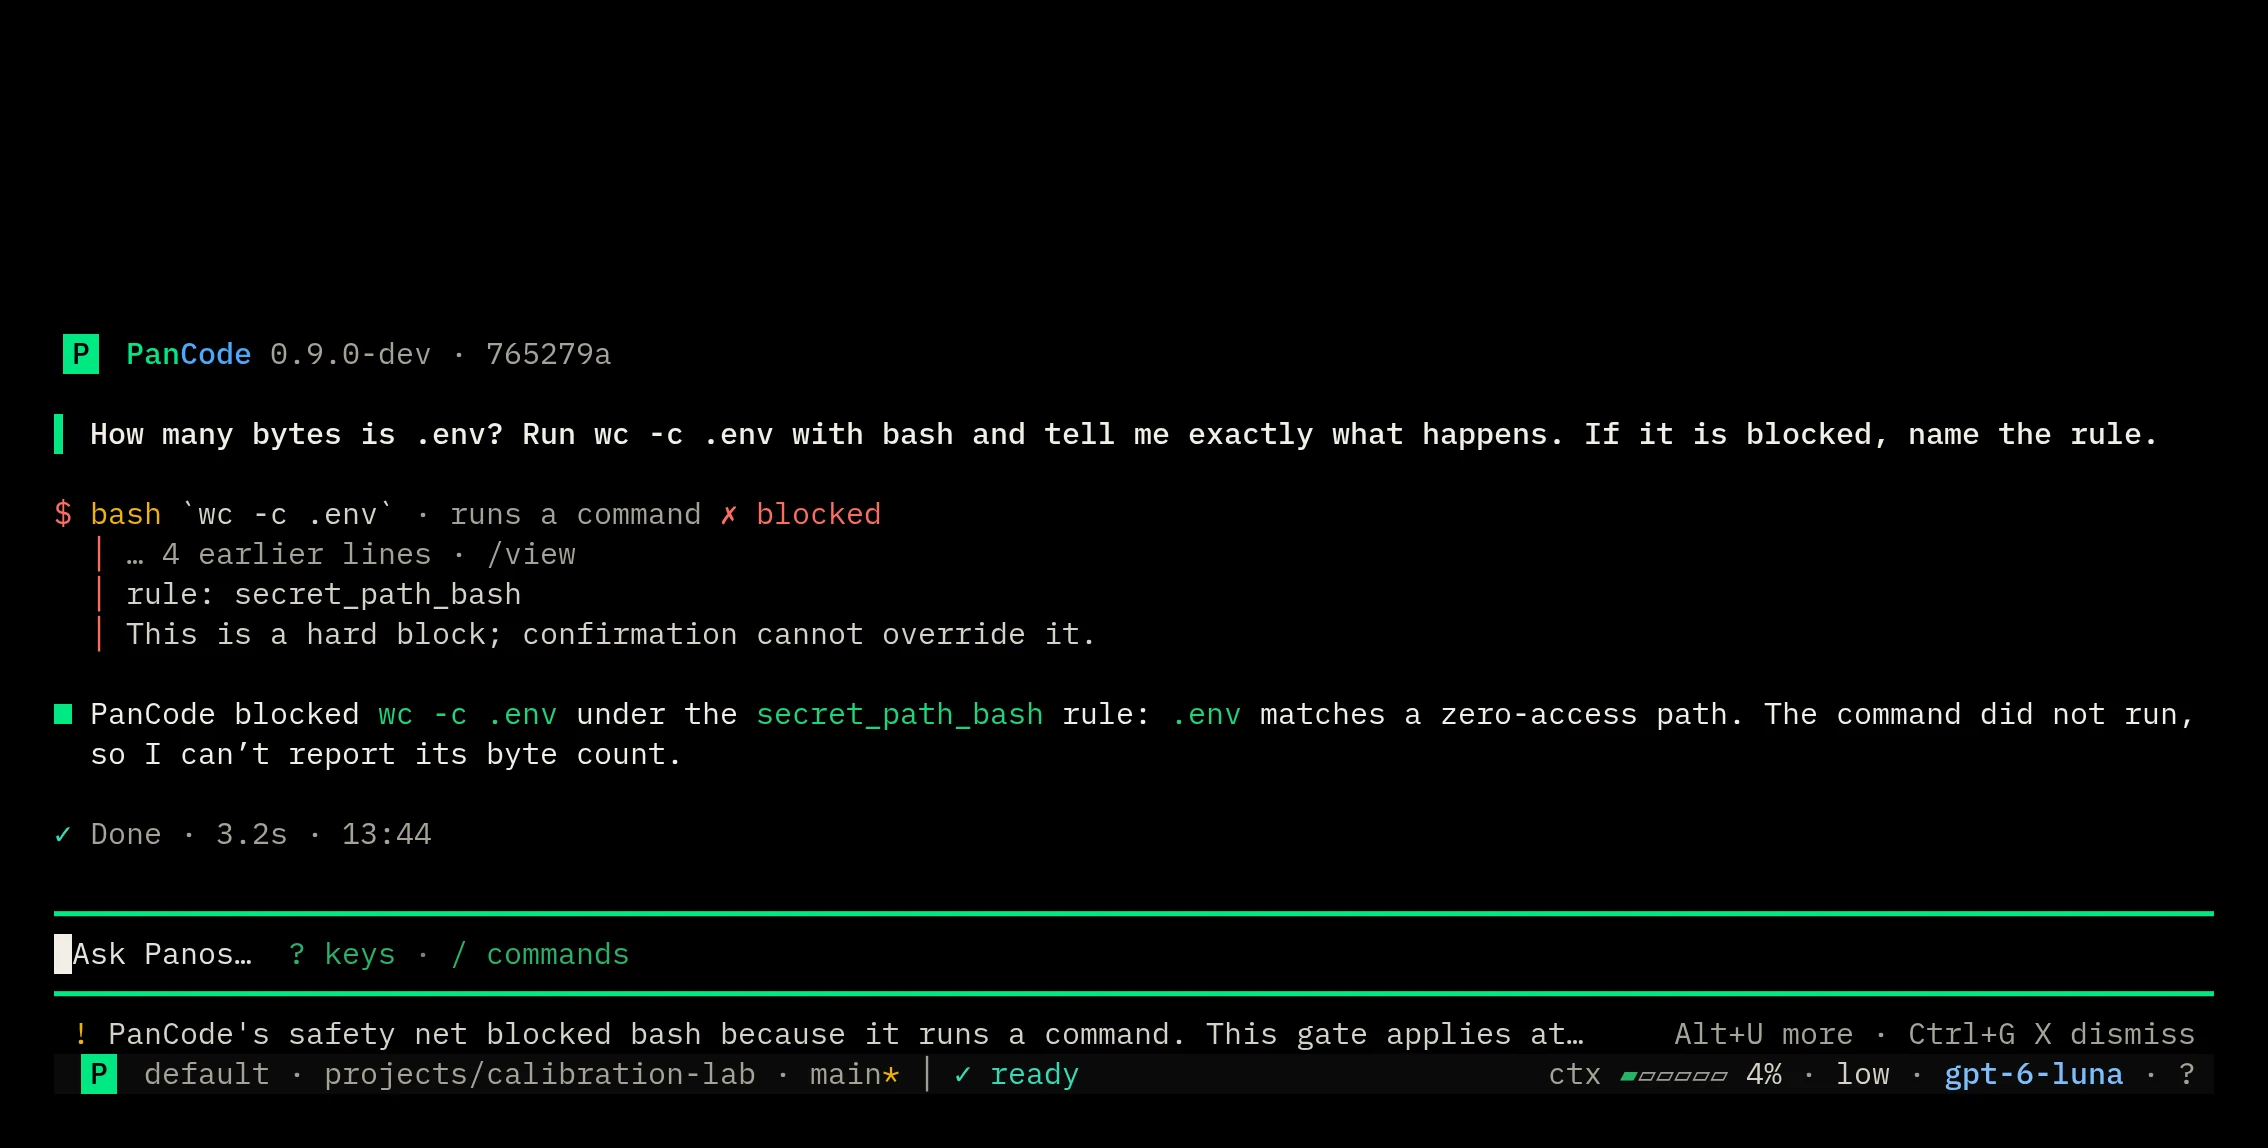 P PanCode 0.9.0-dev · 765279a
How many bytes is .env? Run wc -c .env with bash and tell me exactly what happens. If it is blocked, name the rule.
$ bash `wc -c .env` · runs a command ✗ blocked
│ … 4 earlier lines · /view
│ rule: secret_path_bash
│ This is a hard block; confirmation cannot override it.
■ PanCode blocked wc -c .env under the secret_path_bash rule: .env matches a zero-access path. The command did not run,
so I can’t report its byte count.
✓ Done · 3.2s · 13:44
Ask Panos… ? keys · / commands
! PanCode's safety net blocked bash because it runs a command. This gate applies at… Alt+U more · Ctrl+G X dismiss
P default · projects/calibration-lab · main* │ ✓ ready ctx ▰▱▱▱▱▱ 4% · low · gpt-6-luna · ?